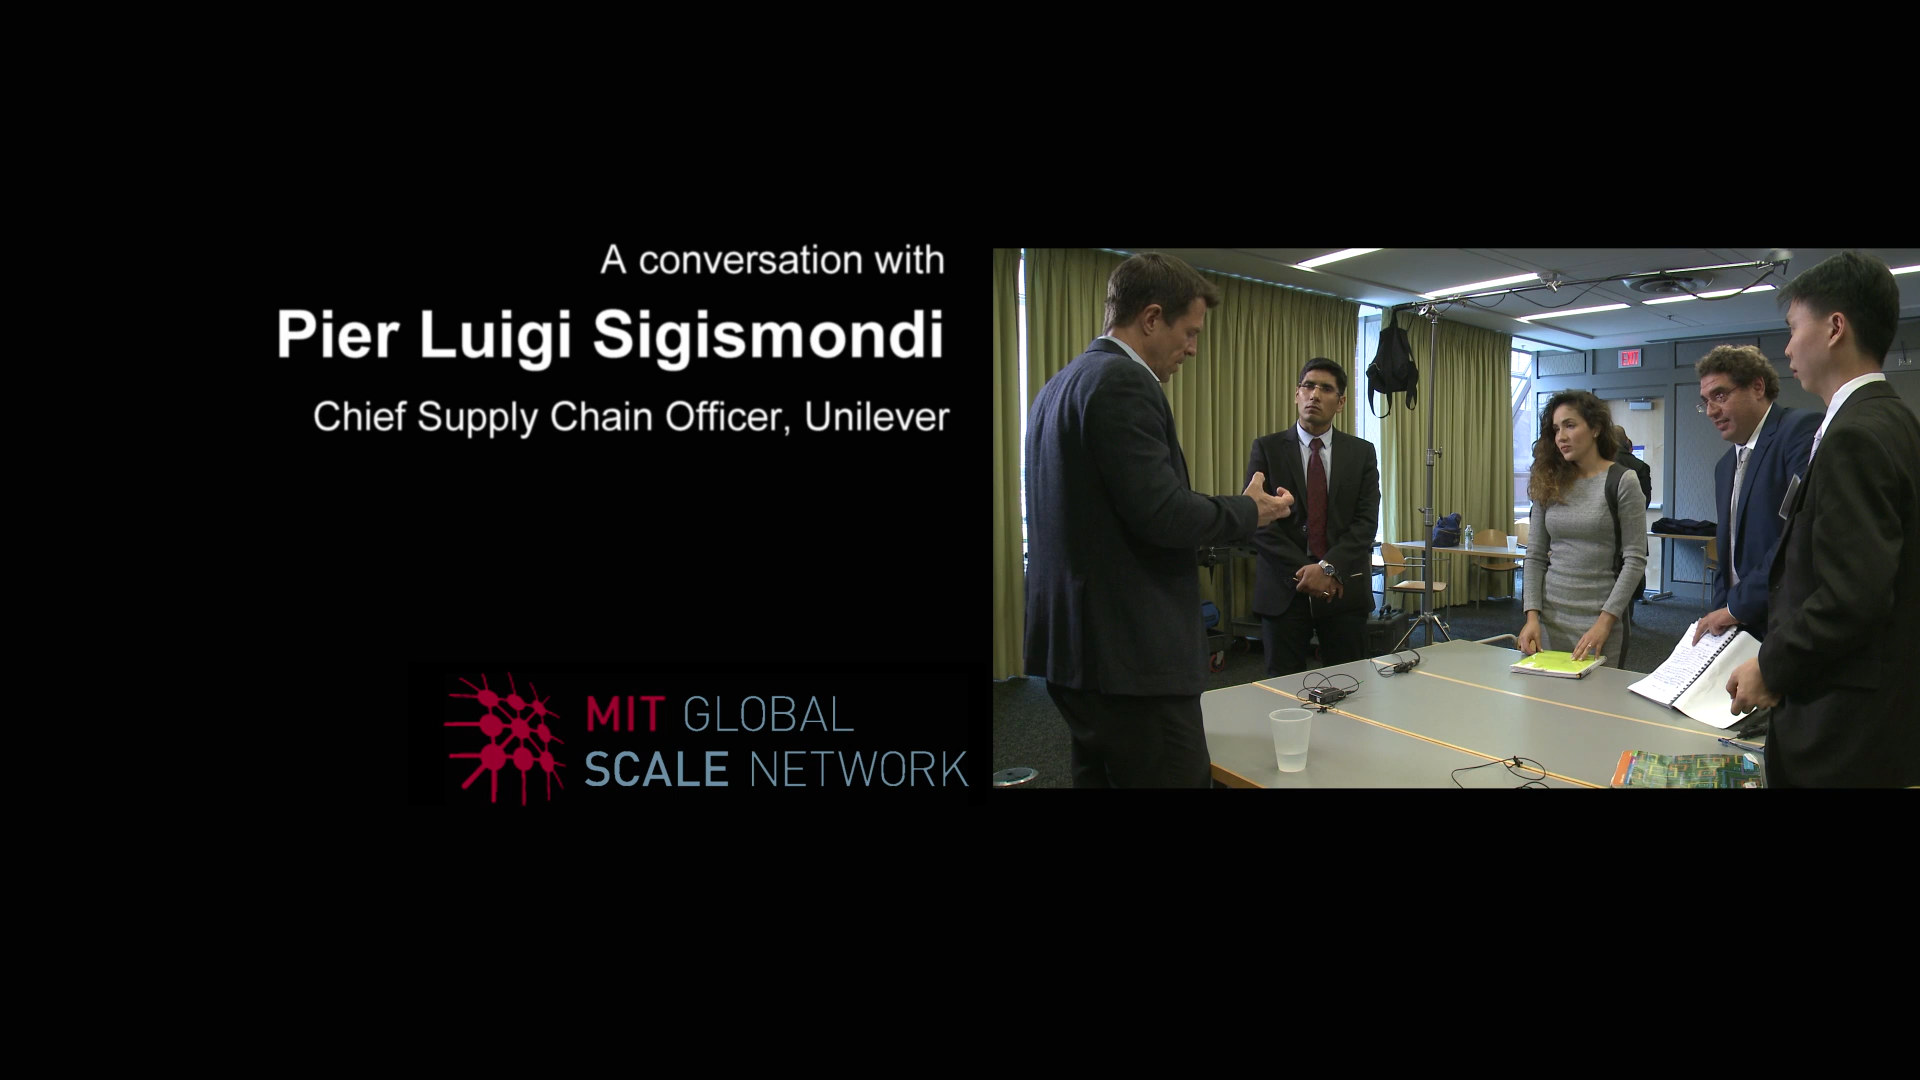 A conversation with
Pier Luigi Sigismondi
Chief Supply Chain Officer, Unilever
MIT GLOBAL
SCALE NETWORK
EXIT